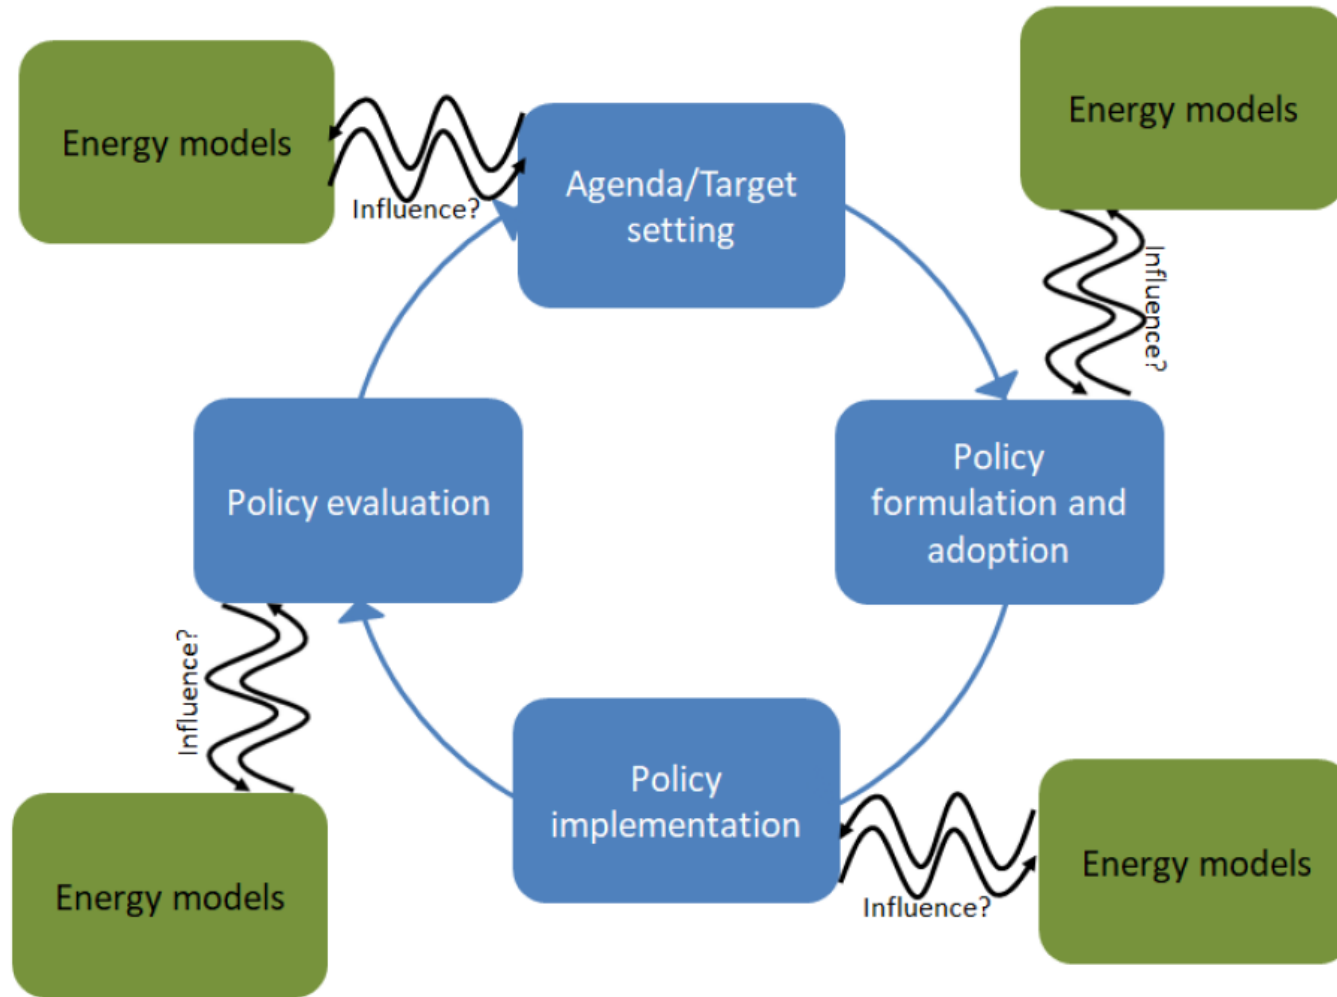 Energy models
Energy models
Influence?
Agenda/Target
setting
Influence?
Policy evaluation
Policy
formulation and
adoption
Influence?
Policy
implementation
Energy models
Influence?
Energy models